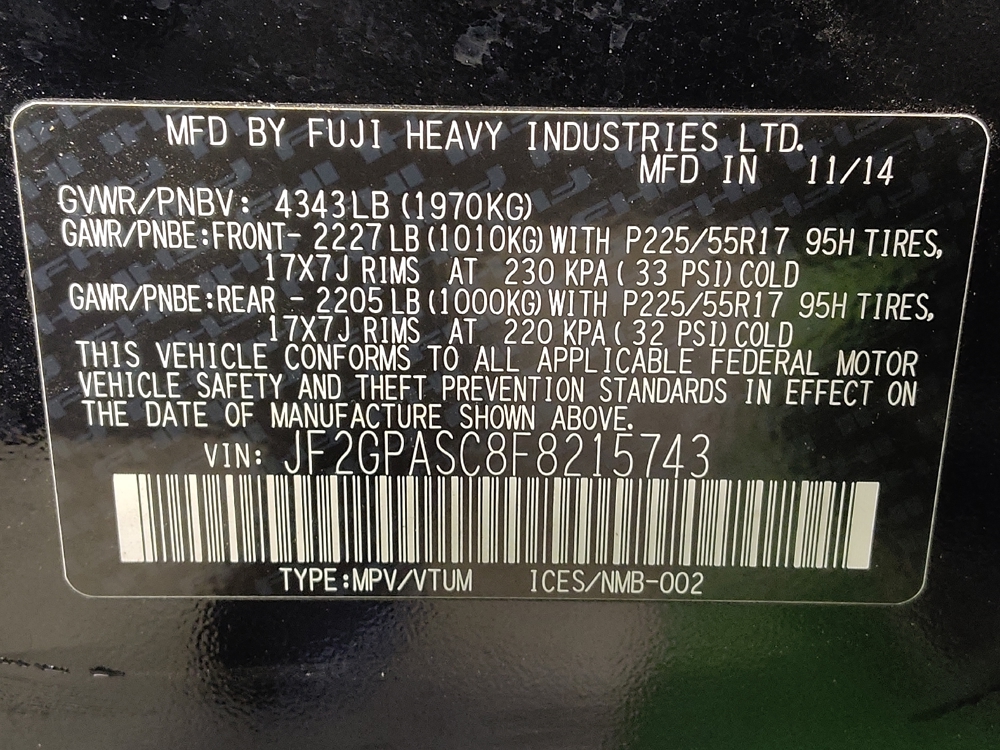 MFD BY FUJI HEAVY INDUSTRIES LTD.
MFD IN 11/14
GVWR/PNBV: 4343LB (1970KG)
GAWR/PNBE:FRONT- 2227 LB (1010KG) WITH P225/55R17 95H TIRES,
17X7J RIMS AT 230 KPA ( 33 PSI) COLD
GAWR/PNBE:REAR - 2205 LB (1000KG) WITH P225/55R17 95H TIRES,
17X7J RIMS AT 220 KPA ( 32 PSI) COLD
THIS VEHICLE CONFORMS TO ALL APPLICABLE FEDERAL MOTOR
VEHICLE SAFETY AND THEFT PREVENTION STANDARDS IN EFFECT ON
THE DATE OF MANUFACTURE SHOWN ABOVE.
VIN: JF2GPASC8F8215743
TYPE:MPV/VTUM ICES/NMB-002